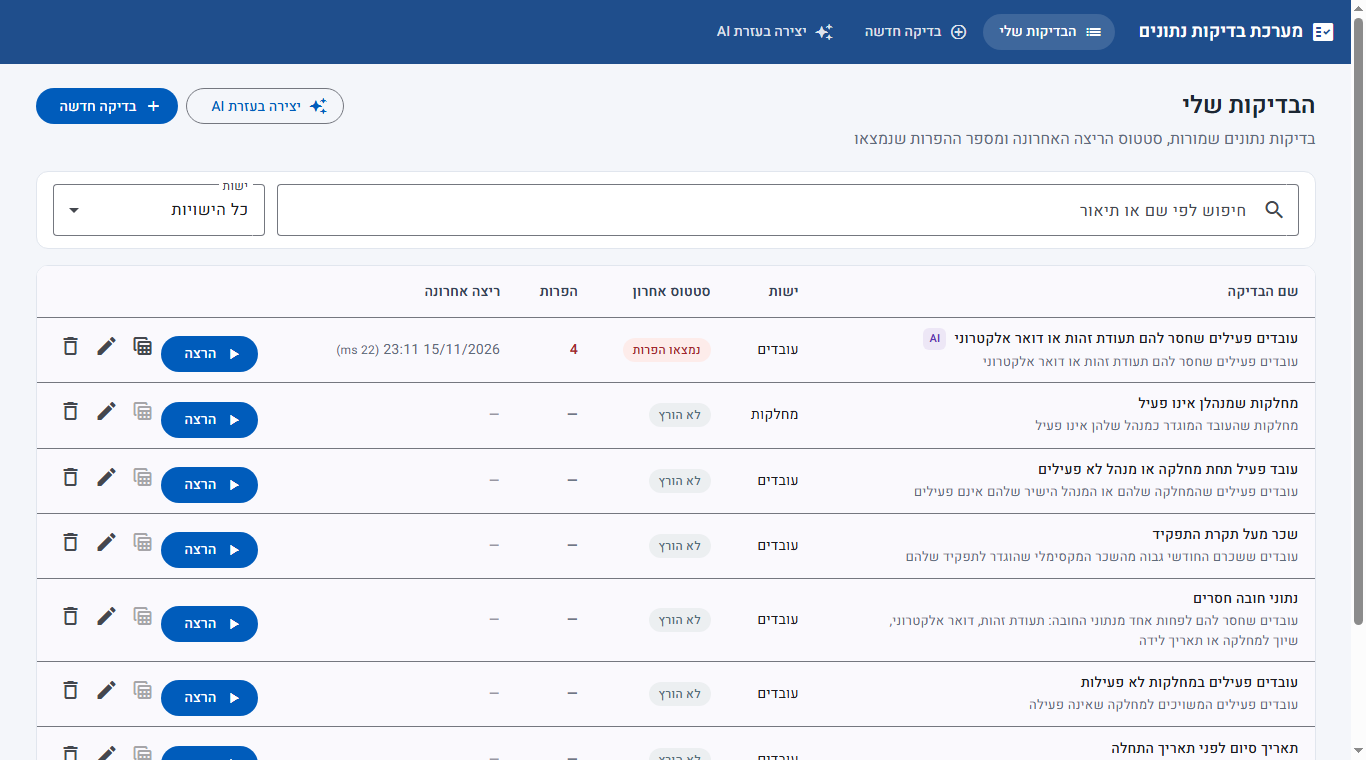 מערכת בדיקות נתונים
הבדיקות שלי
בדיקה חדשה
יצירה בעזרת AI
הבדיקות שלי
בדיקות נתונים שמורות, סטטוס הריצה האחרונה ומספר ההפרות שנמצאו
יצירה בעזרת AI
בדיקה חדשה
חיפוש לפי שם או תיאור
ישות
כל הישויות
שם הבדיקה ישות סטטוס אחרון הפרות ריצה אחרונה
עובדים פעילים שחסר להם תעודת זהות או דואר אלקטרוני AI
עובדים פעילים שחסר להם תעודת זהות או דואר אלקטרוני
עובדים נמצאו הפרות 4 15/11/2026 23:11 (22 ms) הרצה
מחלקות שמנהלן אינו פעיל
מחלקות שהעובד המוגדר כמנהל שלהן אינו פעיל
מחלקות לא הורץ — — הרצה
עובד פעיל תחת מחלקה או מנהל לא פעילים
עובדים פעילים שהמחלקה שלהם או המנהל הישיר שלהם אינם פעילים
עובדים לא הורץ — — הרצה
שכר מעל תקרת התפקיד
עובדים ששכרם החודשי גבוה מהשכר המקסימלי שהוגדר לתפקיד שלהם
עובדים לא הורץ — — הרצה
נתוני חובה חסרים
עובדים שחסר להם לפחות אחד מנתוני החובה: תעודת זהות, דואר אלקטרוני,
שיוך למחלקה או תאריך לידה
עובדים לא הורץ — — הרצה
עובדים פעילים במחלקות לא פעילות
עובדים פעילים המשויכים למחלקה שאינה פעילה
עובדים לא הורץ — — הרצה
תאריך סיום לפני תאריך התחלה
עובדים לא הורץ — —